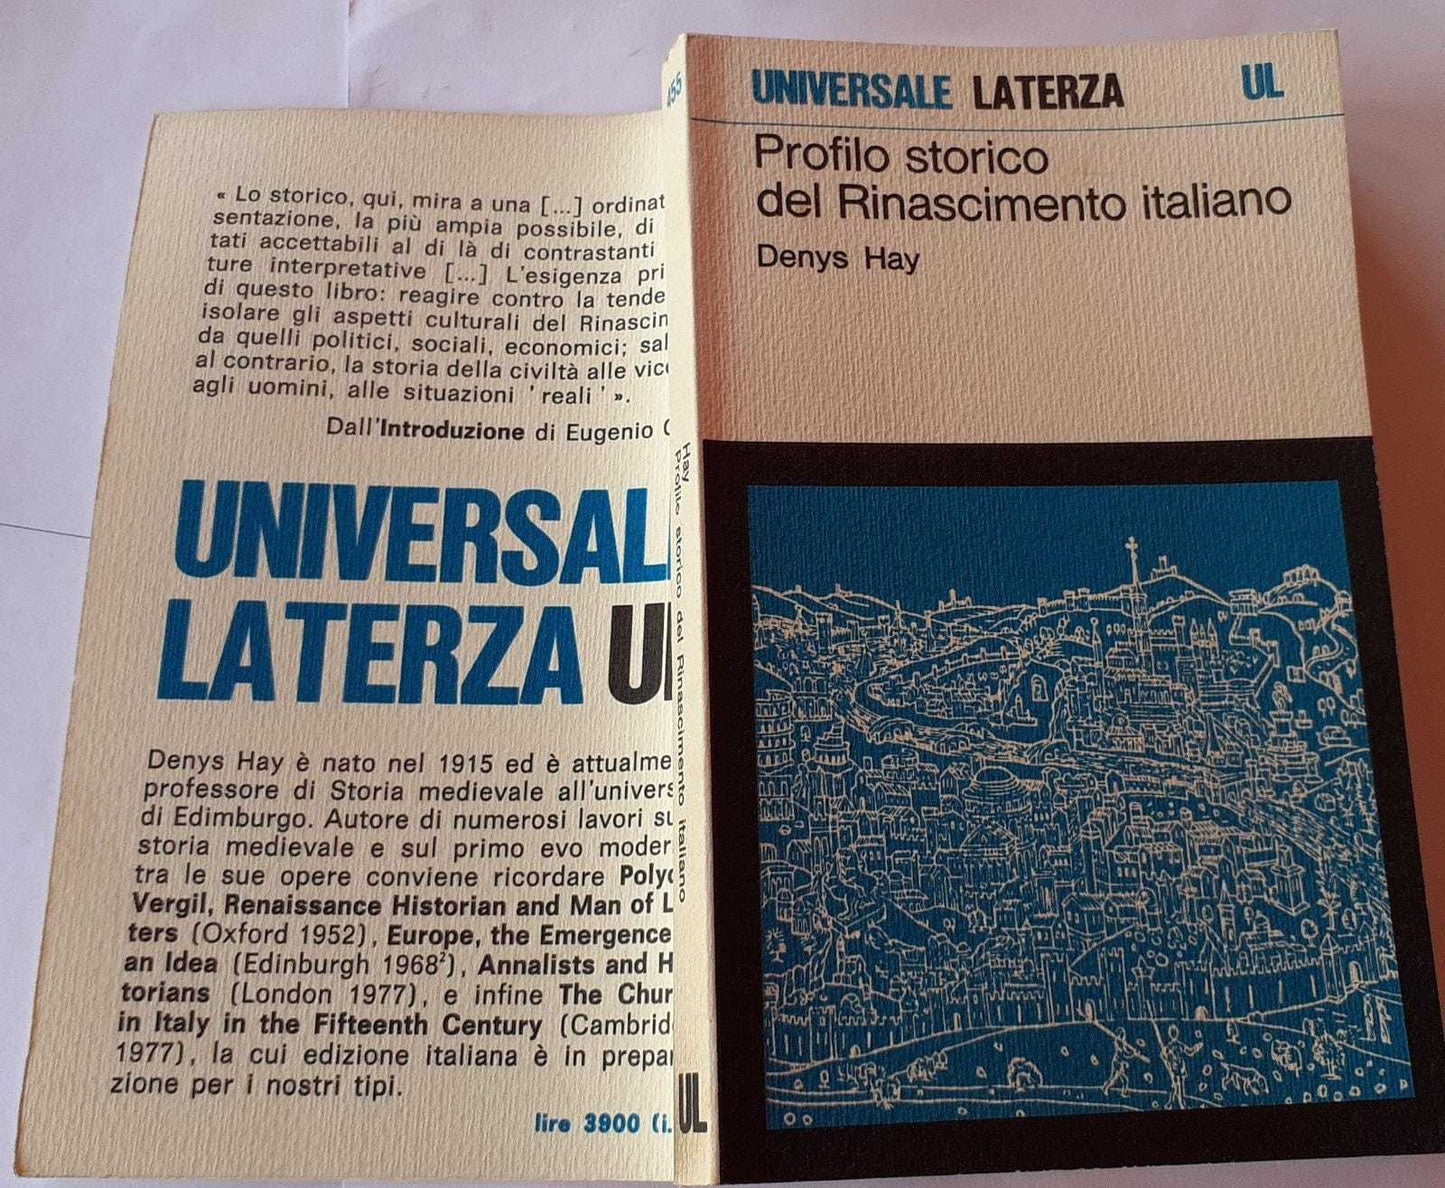 « Lo storico, qui, mira a una [...] ordinat
sentazione, la più ampia possibile, di
tati accettabili al di là di contrastanti
ture interpretative [...] L'esigenza pri
di questo libro: reagire contro la tende
isolare gli aspetti culturali del Rinascim
da quelli politici, sociali, economici; sal
al contrario, la storia della civiltà alle vic
agli uomini, alle situazioni ' reali ' ».
Dall'Introduzione di Eugenio G
UNIVERSAL
LATERZA UL
Denys Hay è nato nel 1915 ed è attualme
professore di Storia medievale all'univers
di Edimburgo. Autore di numerosi lavori su
storia medievale e sul primo evo moder
tra le sue opere conviene ricordare Polyd
Vergil, Renaissance Historian and Man of L
ters (Oxford 1952), Europe, the Emergence
an Idea (Edinburgh 1968²), Annalists and H
torians (London 1977), e infine The Chur
in Italy in the Fifteenth Century (Cambrid
1977), la cui edizione italiana è in prepar
zione per i nostri tipi.
lire 3900 (i.
Hay
Profilo storico del Rinascimento italiano
UL
UNIVERSALE LATERZA UL
Profilo storico
del Rinascimento italiano
Denys Hay